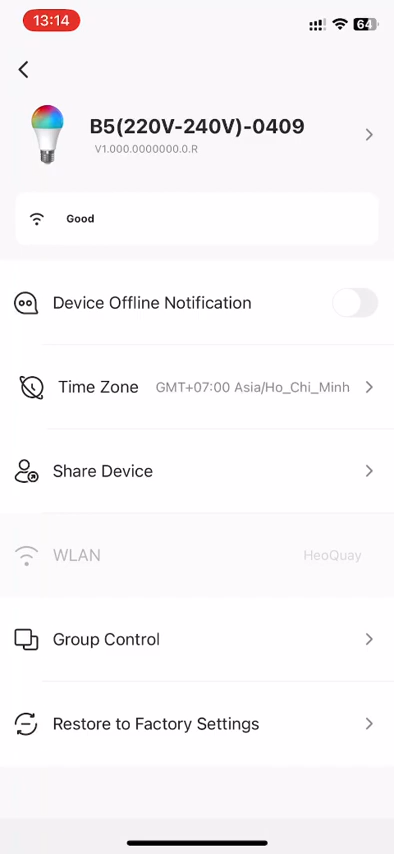 13:14
64
B5(220V-240V)-0409
V1.000.0000000.0.R
Good
Device Offline Notification
Time Zone GMT+07:00 Asia/Ho_Chi_Minh
Share Device
WLAN HeoQuay
Group Control
Restore to Factory Settings